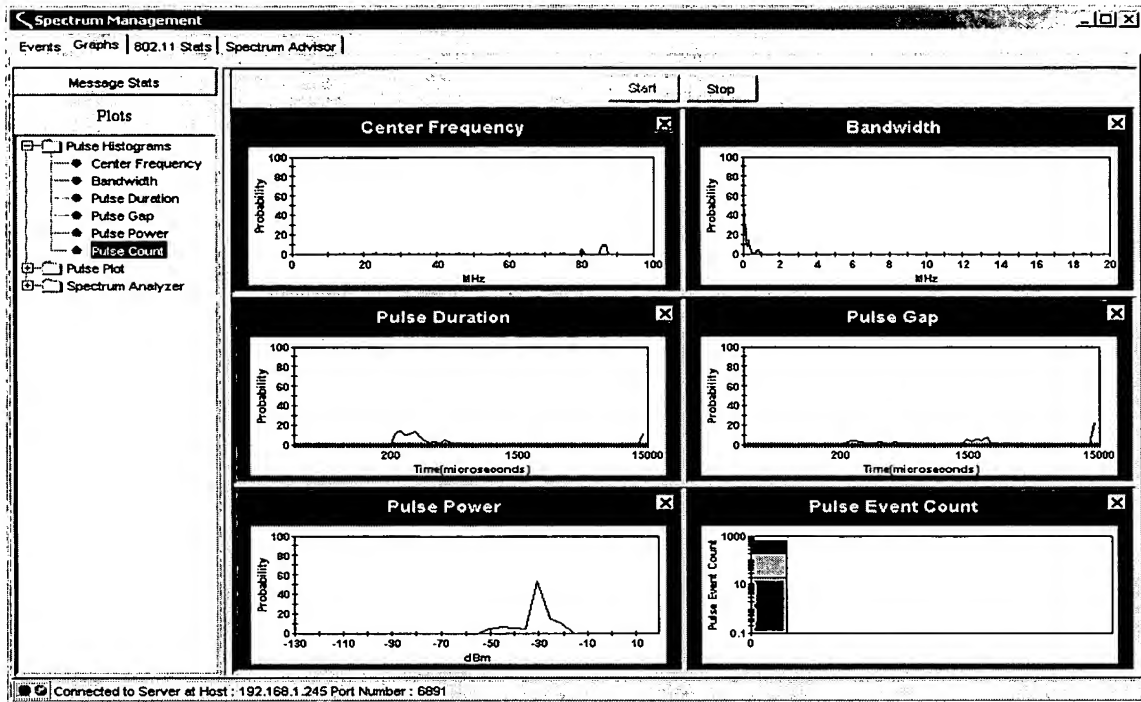 Spectrum Management
Events Graphs 802.11 Stats Spectrum Advisor
Message Stats
Plots
Pulse Histograms
Center Frequency
Bandwidth
Pulse Duration
Pulse Gap
Pulse Power
Pulse Count
Pulse Plot
Spectrum Analyzer
Start Stop
Center Frequency
Probability
100
80
60
40
20
0
0 20 40 60 80 100
MHz
Bandwidth
Probability
100
80
60
40
20
0
0 2 4 6 8 10 12 14 16 18 20
MHz
Pulse Duration
Probability
100
80
60
40
20
0
200 1500 15000
Time(microseconds)
Pulse Gap
Probability
100
80
60
40
20
0
200 1500 15000
Time(microseconds)
Pulse Power
Probability
100
80
60
40
20
0
-130 -110 -90 -70 -50 -30 -10 10
dBm
Pulse Event Count
Pulse Event Count
1000
10
0.1
0
Connected to Server at Host : 192.168.1.245 Port Number : 6891